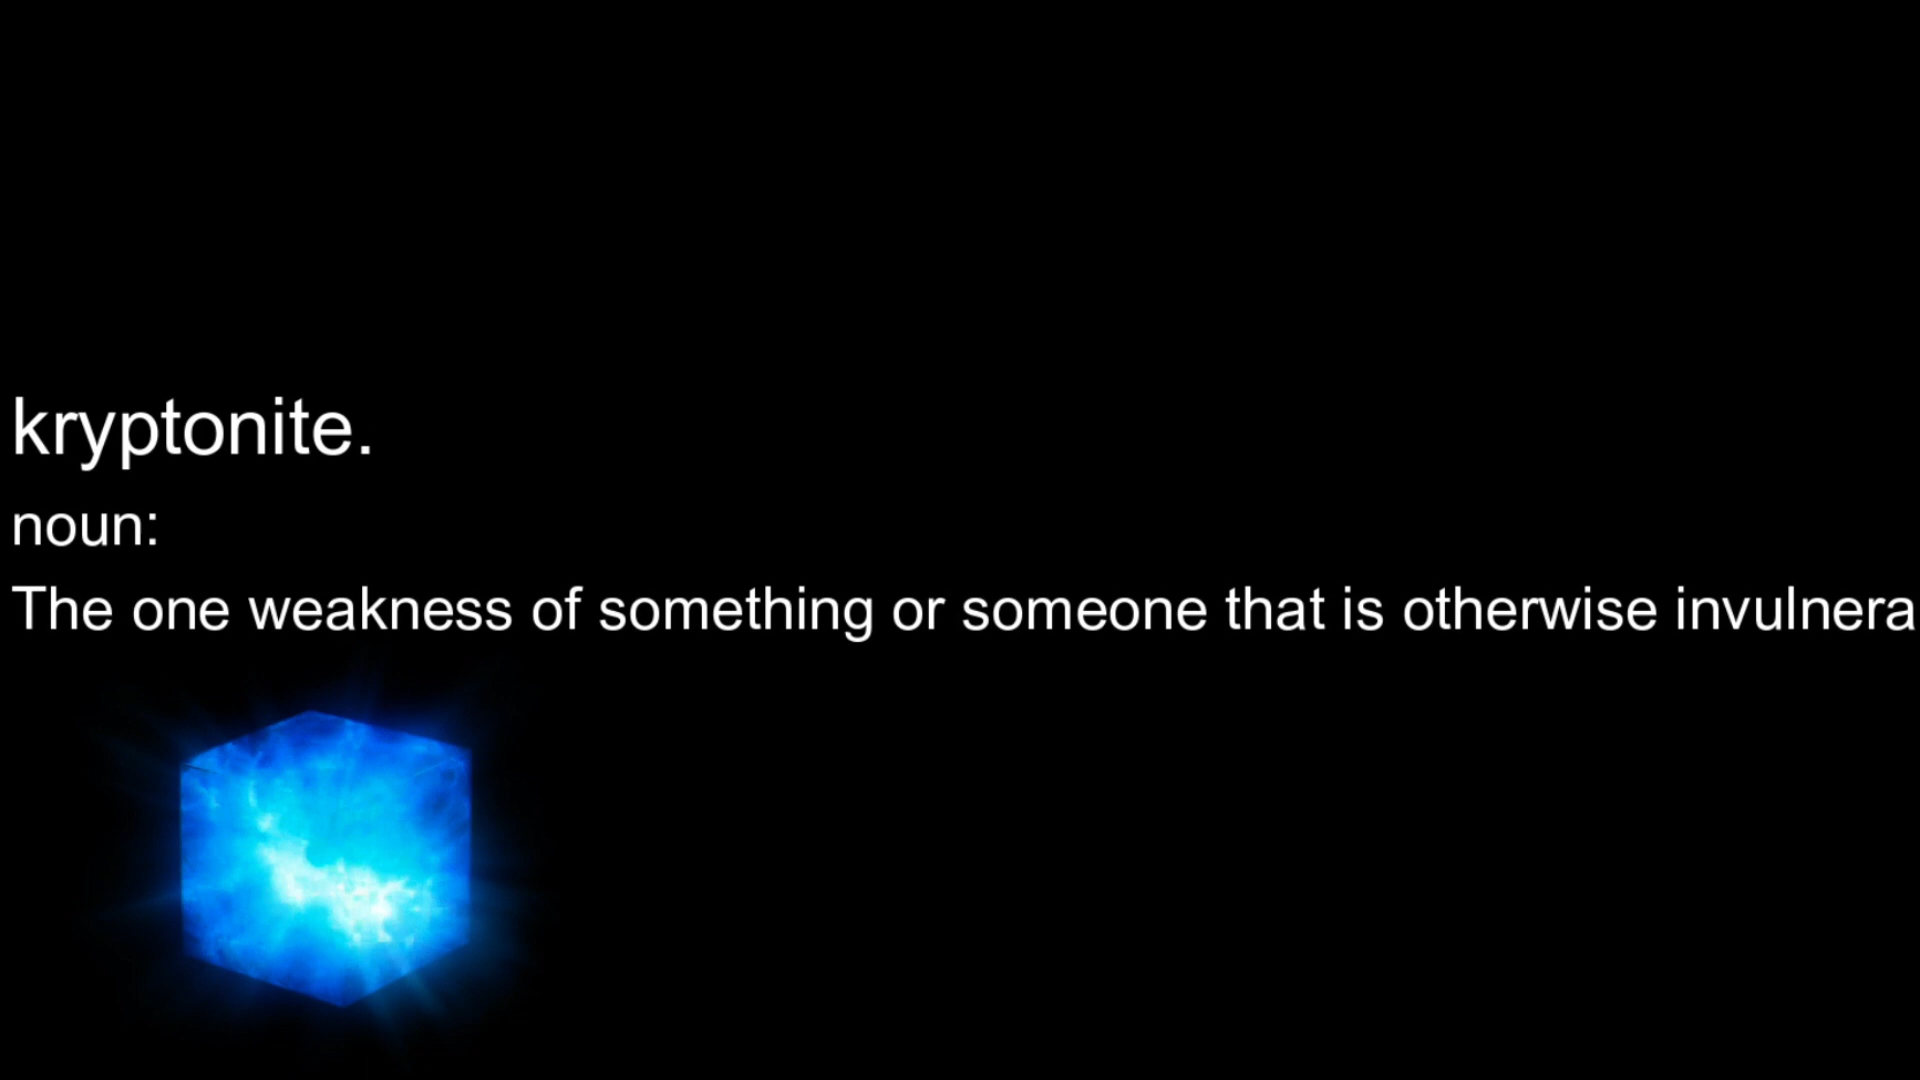 kryptonite.
noun:
The one weakness of something or someone that is otherwise invulnera